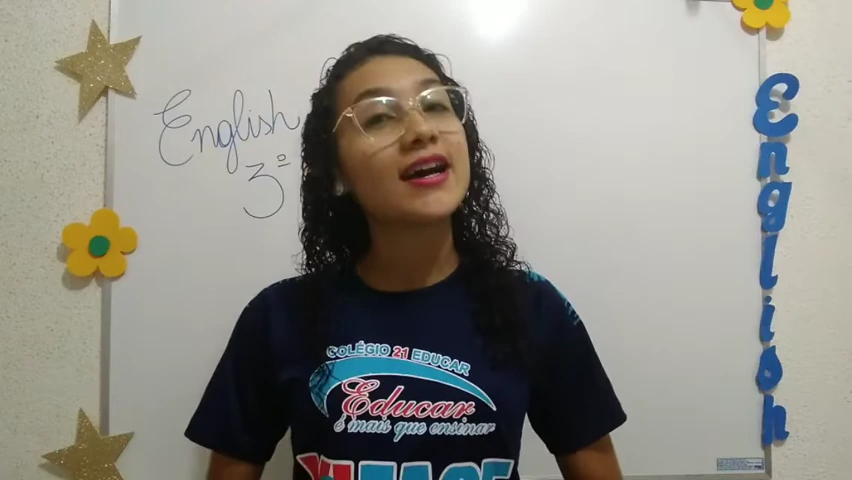 English
3º
English
COLÉGIO 21 EDUCAR
Educar
é mais que ensinar